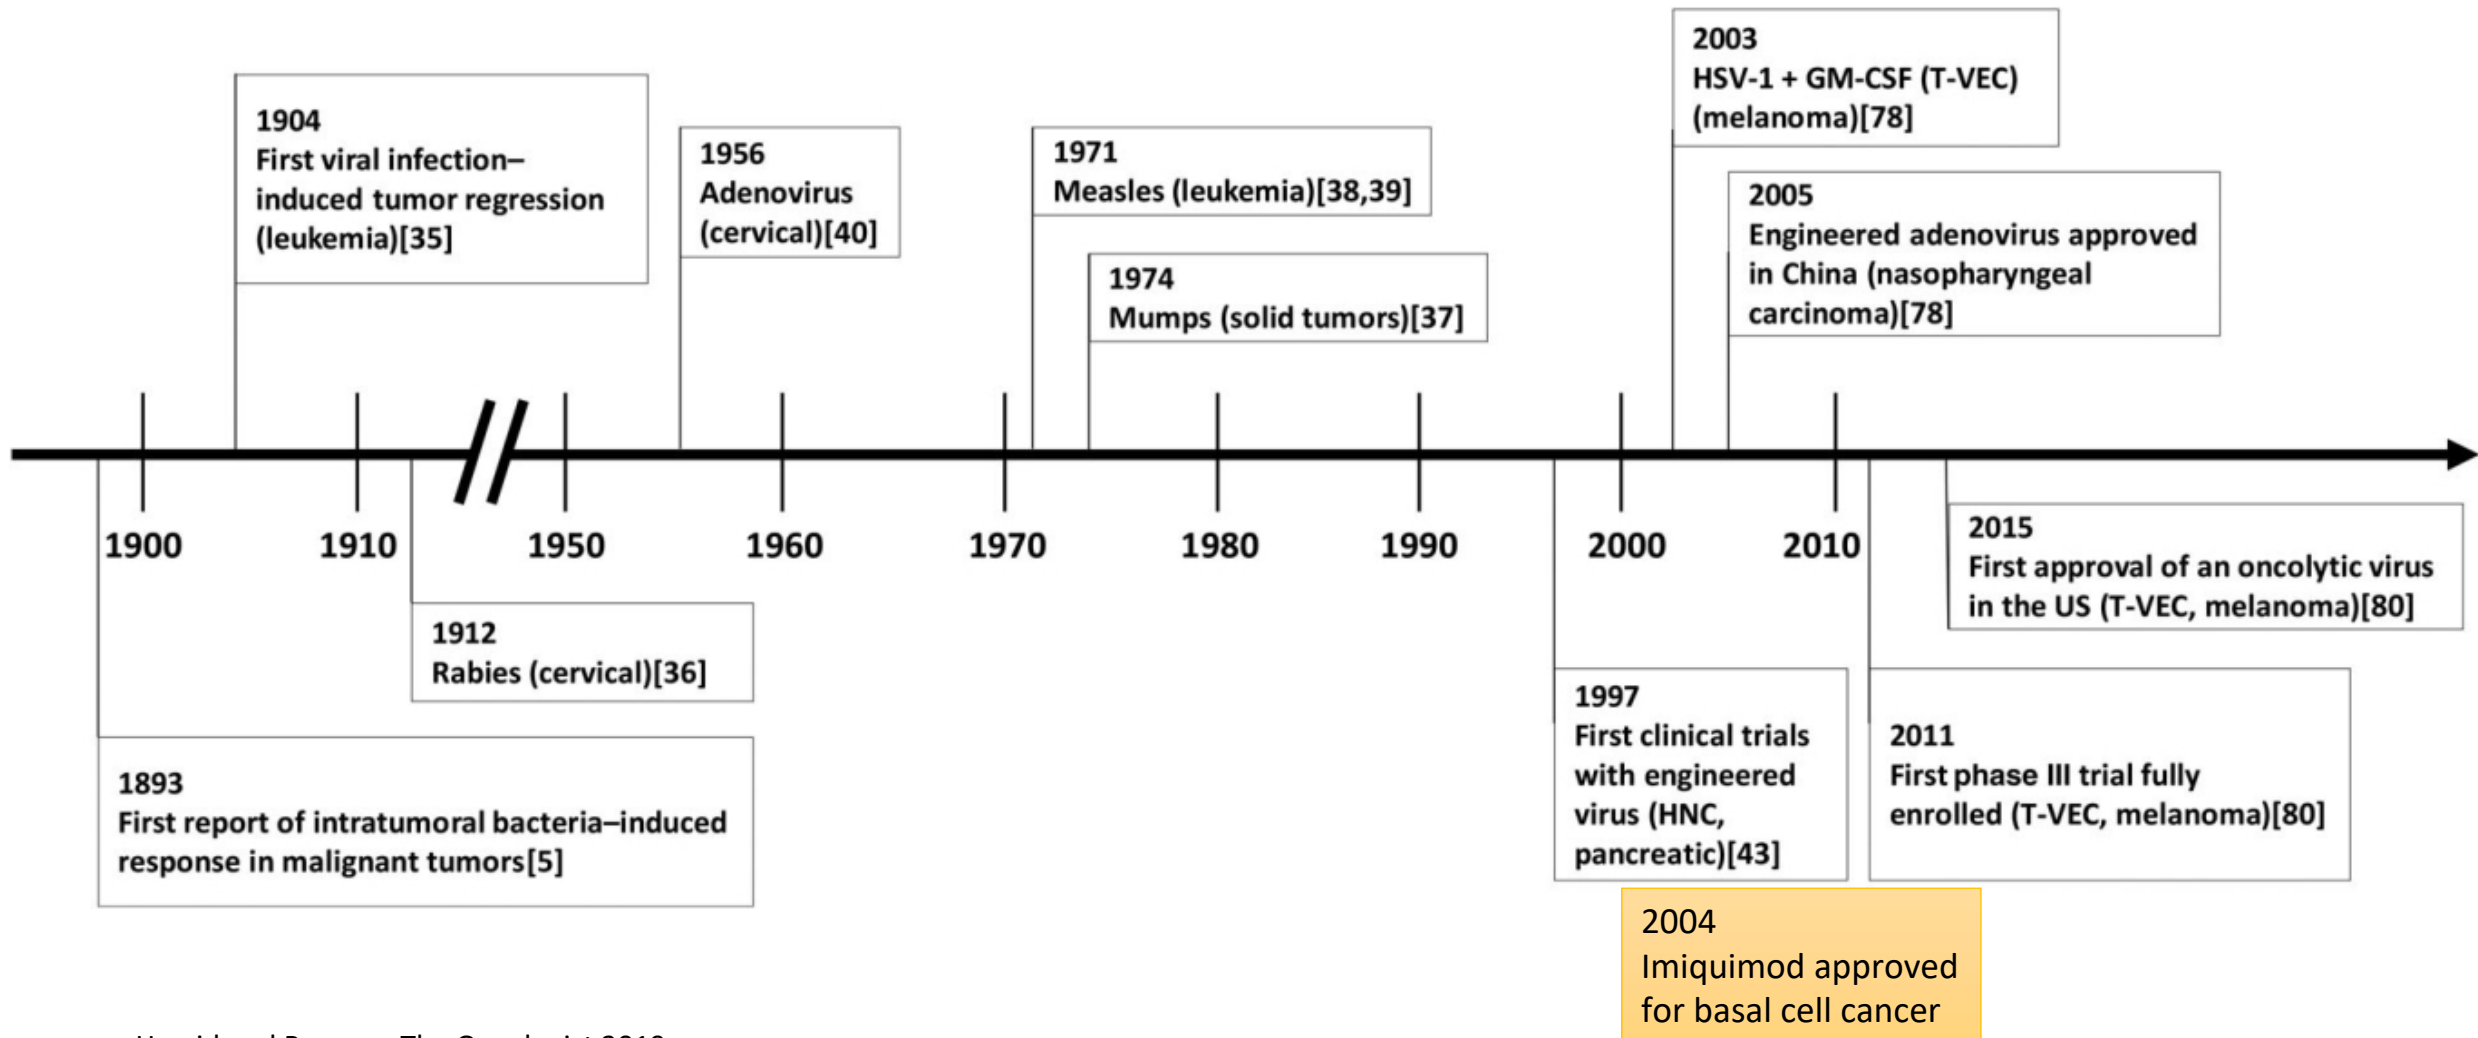 1904
First viral infection–
induced tumor regression
(leukemia)[35]
1956
Adenovirus
(cervical)[40]
1971
Measles (leukemia)[38,39]
1974
Mumps (solid tumors)[37]
2003
HSV-1 + GM-CSF (T-VEC)
(melanoma)[78]
2005
Engineered adenovirus approved
in China (nasopharyngeal
carcinoma)[78]
1900 1910 1950 1960 1970 1980 1990 2000 2010
1893
First report of intratumoral bacteria–induced
response in malignant tumors[5]
1912
Rabies (cervical)[36]
1997
First clinical trials
with engineered
virus (HNC,
pancreatic)[43]
2011
First phase III trial fully
enrolled (T-VEC, melanoma)[80]
2015
First approval of an oncolytic virus
in the US (T-VEC, melanoma)[80]
2004
Imiquimod approved
for basal cell cancer